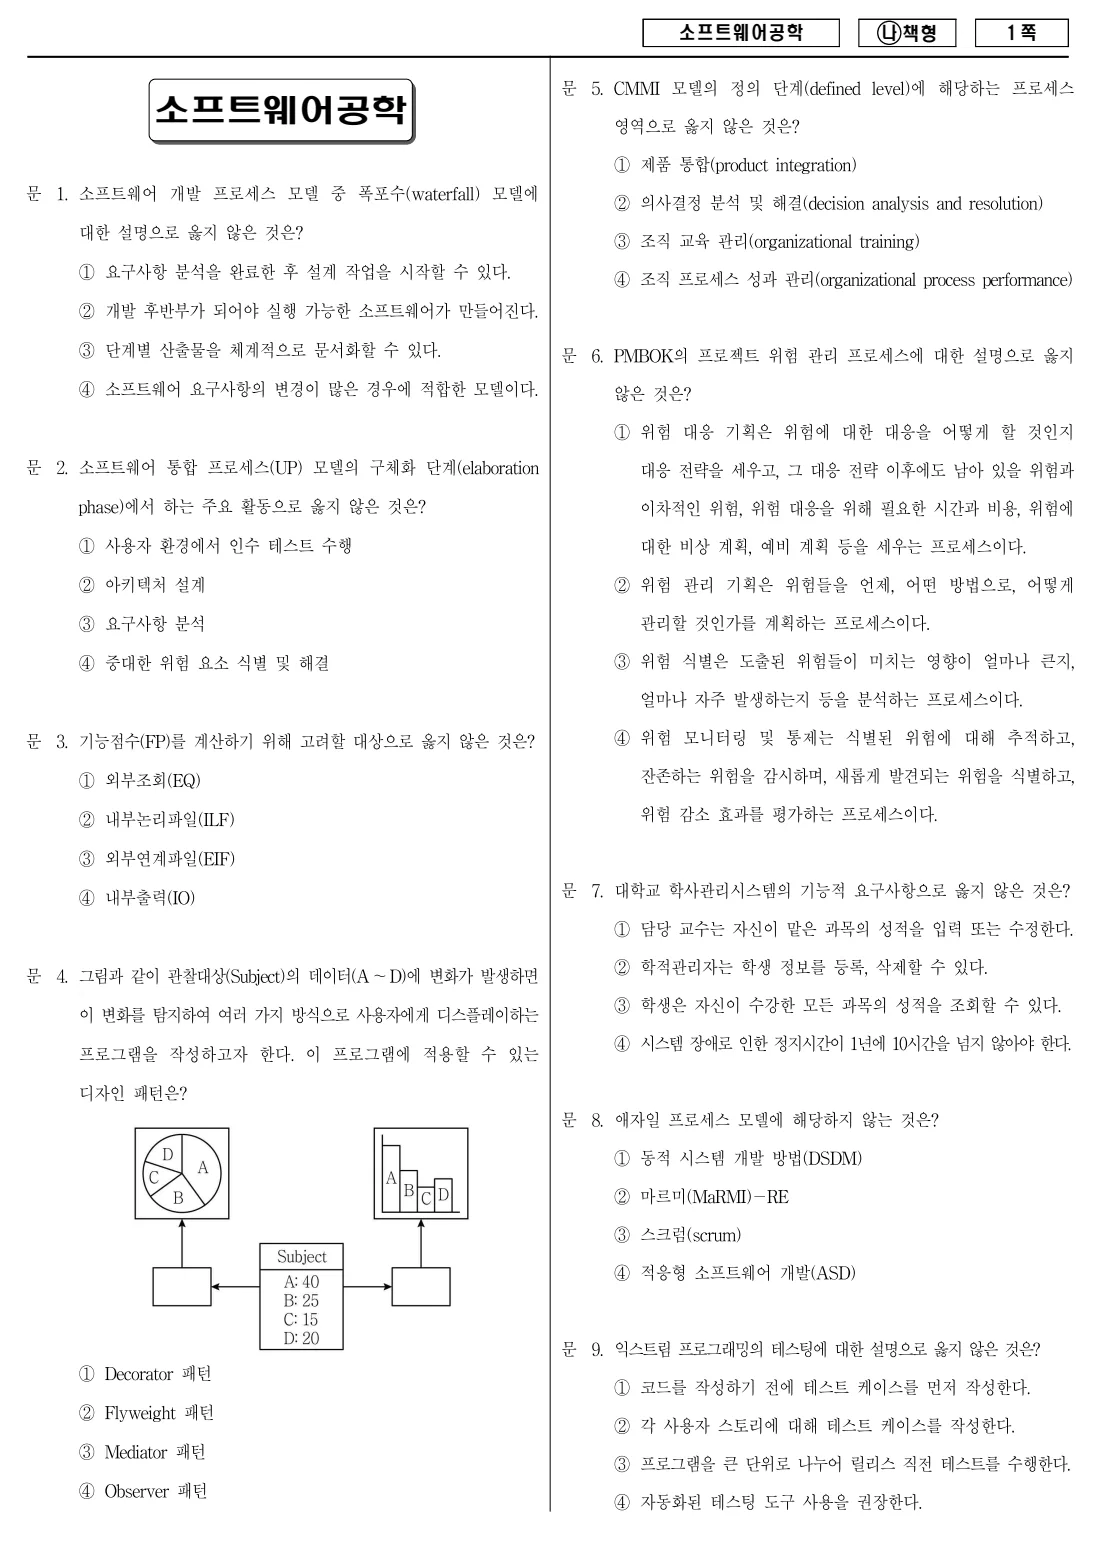 소프트웨어공학
나책형
1쪽
소프트웨어공학
문 1. 소프트웨어 개발 프로세스 모델 중 폭포수(waterfall) 모델에
대한 설명으로 옳지 않은 것은?
① 요구사항 분석을 완료한 후 설계 작업을 시작할 수 있다.
② 개발 후반부가 되어야 실행 가능한 소프트웨어가 만들어진다.
③ 단계별 산출물을 체계적으로 문서화할 수 있다.
④ 소프트웨어 요구사항의 변경이 많은 경우에 적합한 모델이다.
문 2. 소프트웨어 통합 프로세스(UP) 모델의 구체화 단계(elaboration
phase)에서 하는 주요 활동으로 옳지 않은 것은?
① 사용자 환경에서 인수 테스트 수행
② 아키텍처 설계
③ 요구사항 분석
④ 중대한 위험 요소 식별 및 해결
문 3. 기능점수(FP)를 계산하기 위해 고려할 대상으로 옳지 않은 것은?
① 외부조회(EQ)
② 내부논리파일(ILF)
③ 외부연계파일(EIF)
④ 내부출력(IO)
문 4. 그림과 같이 관찰대상(Subject)의 데이터(A ~ D)에 변화가 발생하면
이 변화를 탐지하여 여러 가지 방식으로 사용자에게 디스플레이하는
프로그램을 작성하고자 한다. 이 프로그램에 적용할 수 있는
디자인 패턴은?
D
A
C
B
A
B
C
D
Subject
A: 40
B: 25
C: 15
D: 20
① Decorator 패턴
② Flyweight 패턴
③ Mediator 패턴
④ Observer 패턴
문 5. CMMI 모델의 정의 단계(defined level)에 해당하는 프로세스
영역으로 옳지 않은 것은?
① 제품 통합(product integration)
② 의사결정 분석 및 해결(decision analysis and resolution)
③ 조직 교육 관리(organizational training)
④ 조직 프로세스 성과 관리(organizational process performance)
문 6. PMBOK의 프로젝트 위험 관리 프로세스에 대한 설명으로 옳지
않은 것은?
① 위험 대응 기획은 위험에 대한 대응을 어떻게 할 것인지
대응 전략을 세우고, 그 대응 전략 이후에도 남아 있을 위험과
이차적인 위험, 위험 대응을 위해 필요한 시간과 비용, 위험에
대한 비상 계획, 예비 계획 등을 세우는 프로세스이다.
② 위험 관리 기획은 위험들을 언제, 어떤 방법으로, 어떻게
관리할 것인가를 계획하는 프로세스이다.
③ 위험 식별은 도출된 위험들이 미치는 영향이 얼마나 큰지,
얼마나 자주 발생하는지 등을 분석하는 프로세스이다.
④ 위험 모니터링 및 통제는 식별된 위험에 대해 추적하고,
잔존하는 위험을 감시하며, 새롭게 발견되는 위험을 식별하고,
위험 감소 효과를 평가하는 프로세스이다.
문 7. 대학교 학사관리시스템의 기능적 요구사항으로 옳지 않은 것은?
① 담당 교수는 자신이 맡은 과목의 성적을 입력 또는 수정한다.
② 학적관리자는 학생 정보를 등록, 삭제할 수 있다.
③ 학생은 자신이 수강한 모든 과목의 성적을 조회할 수 있다.
④ 시스템 장애로 인한 정지시간이 1년에 10시간을 넘지 않아야 한다.
문 8. 애자일 프로세스 모델에 해당하지 않는 것은?
① 동적 시스템 개발 방법(DSDM)
② 마르미(MaRMI)-RE
③ 스크럼(scrum)
④ 적응형 소프트웨어 개발(ASD)
문 9. 익스트림 프로그래밍의 테스팅에 대한 설명으로 옳지 않은 것은?
① 코드를 작성하기 전에 테스트 케이스를 먼저 작성한다.
② 각 사용자 스토리에 대해 테스트 케이스를 작성한다.
③ 프로그램을 큰 단위로 나누어 릴리스 직전 테스트를 수행한다.
④ 자동화된 테스팅 도구 사용을 권장한다.